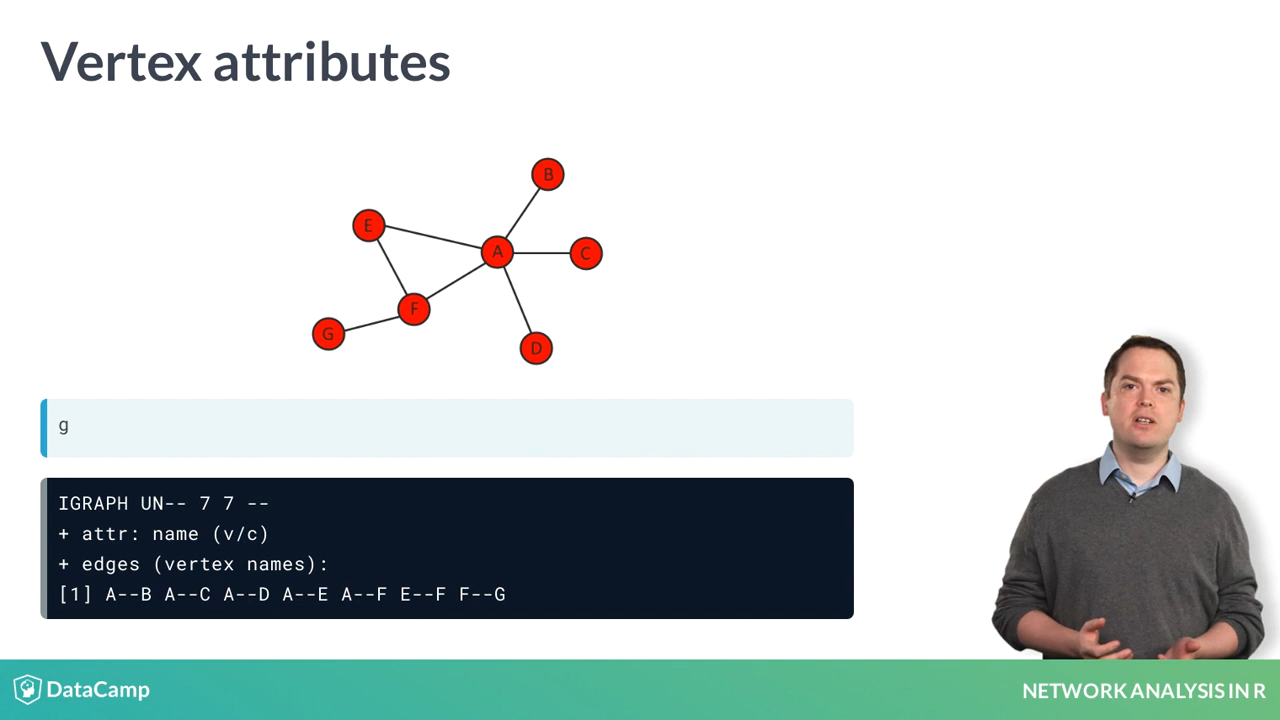 Vertex attributes
B
E
A
C
F
G
D
g
IGRAPH UN-- 7 7 --
+ attr: name (v/c)
+ edges (vertex names):
[1] A--B A--C A--D A--E A--F E--F F--G
DataCamp
NETWORK ANALYSIS IN R